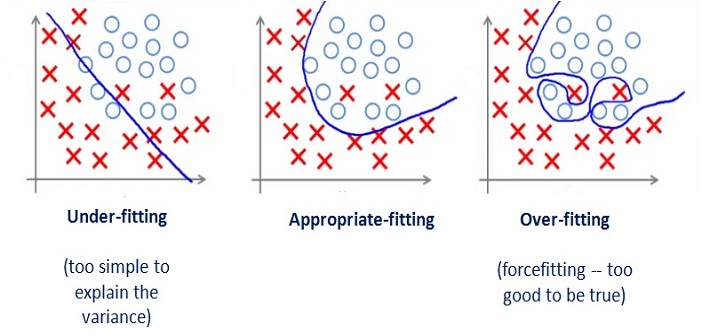 Under-fitting
(too simple to
explain the
variance)
Appropriate-fitting
Over-fitting
(forcefitting -- too
good to be true)